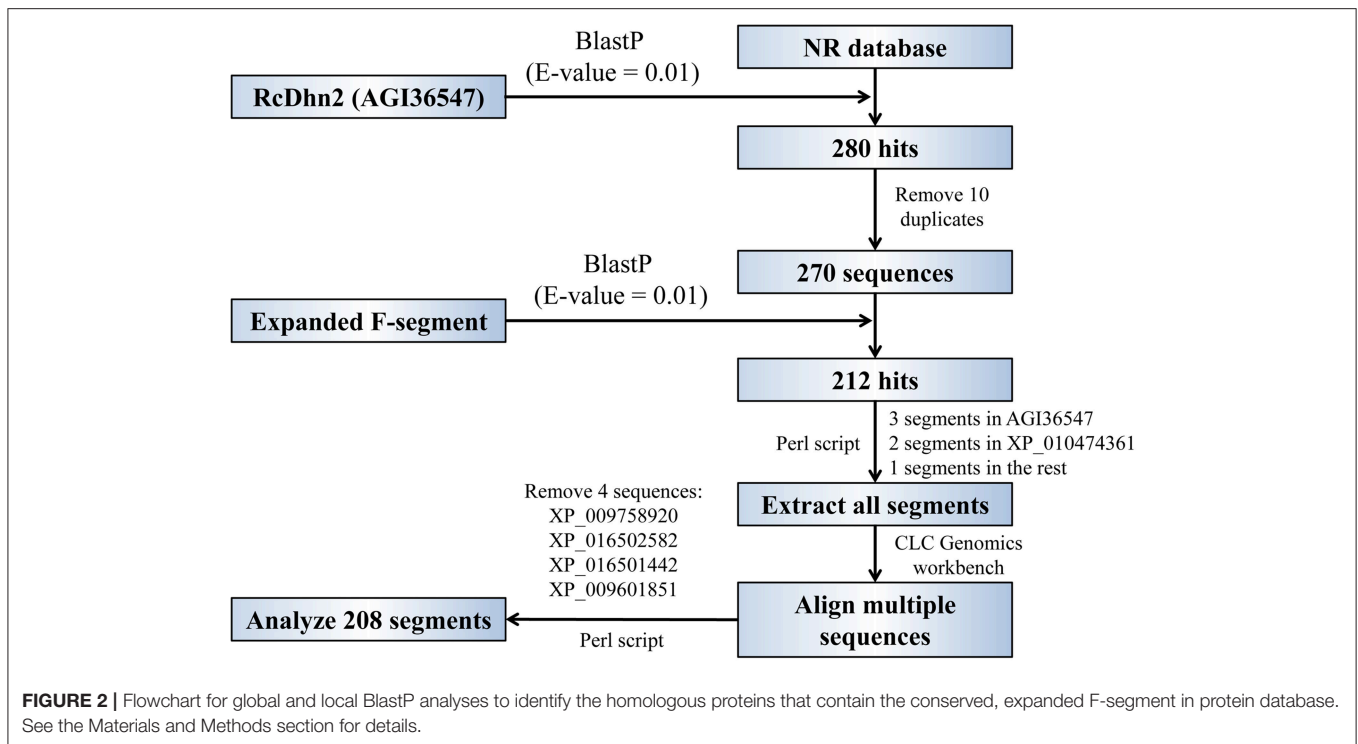 BlastP
(E-value = 0.01)
NR database
RcDhn2 (AGI36547)
280 hits
Remove 10
duplicates
BlastP
(E-value = 0.01)
270 sequences
Expanded F-segment
212 hits
Perl script
3 segments in AGI36547
2 segments in XP_010474361
1 segments in the rest
Extract all segments
CLC Genomics
workbench
Remove 4 sequences:
XP_009758920
XP_016502582
XP_016501442
XP_009601851
Align multiple
sequences
Analyze 208 segments
Perl script
FIGURE 2 | Flowchart for global and local BlastP analyses to identify the homologous proteins that contain the conserved, expanded F-segment in protein database.
See the Materials and Methods section for details.